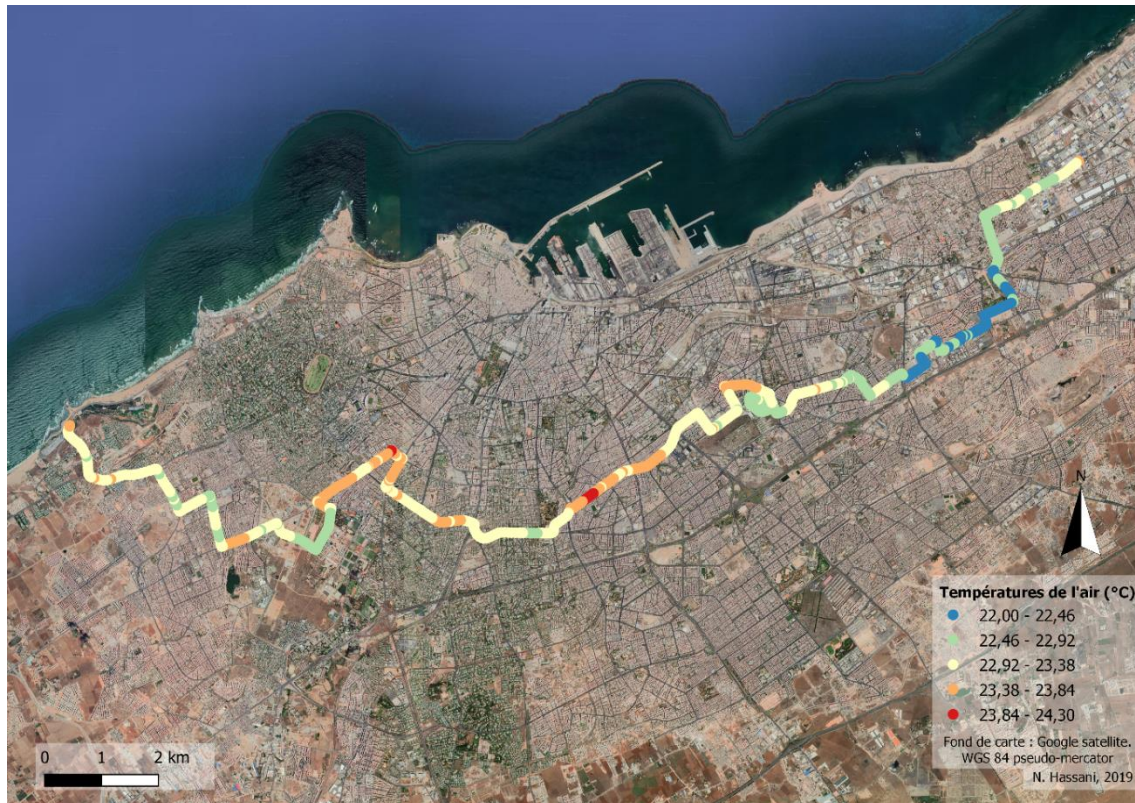 N
Températures de l'air (°C)
22,00 - 22,46
22,46 - 22,92
22,92 - 23,38
23,38 - 23,84
23,84 - 24,30
Fond de carte : Google satellite.
WGS 84 pseudo-mercator
N. Hassani, 2019
0 1 2 km